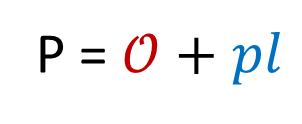 P = 𝒪 + pl